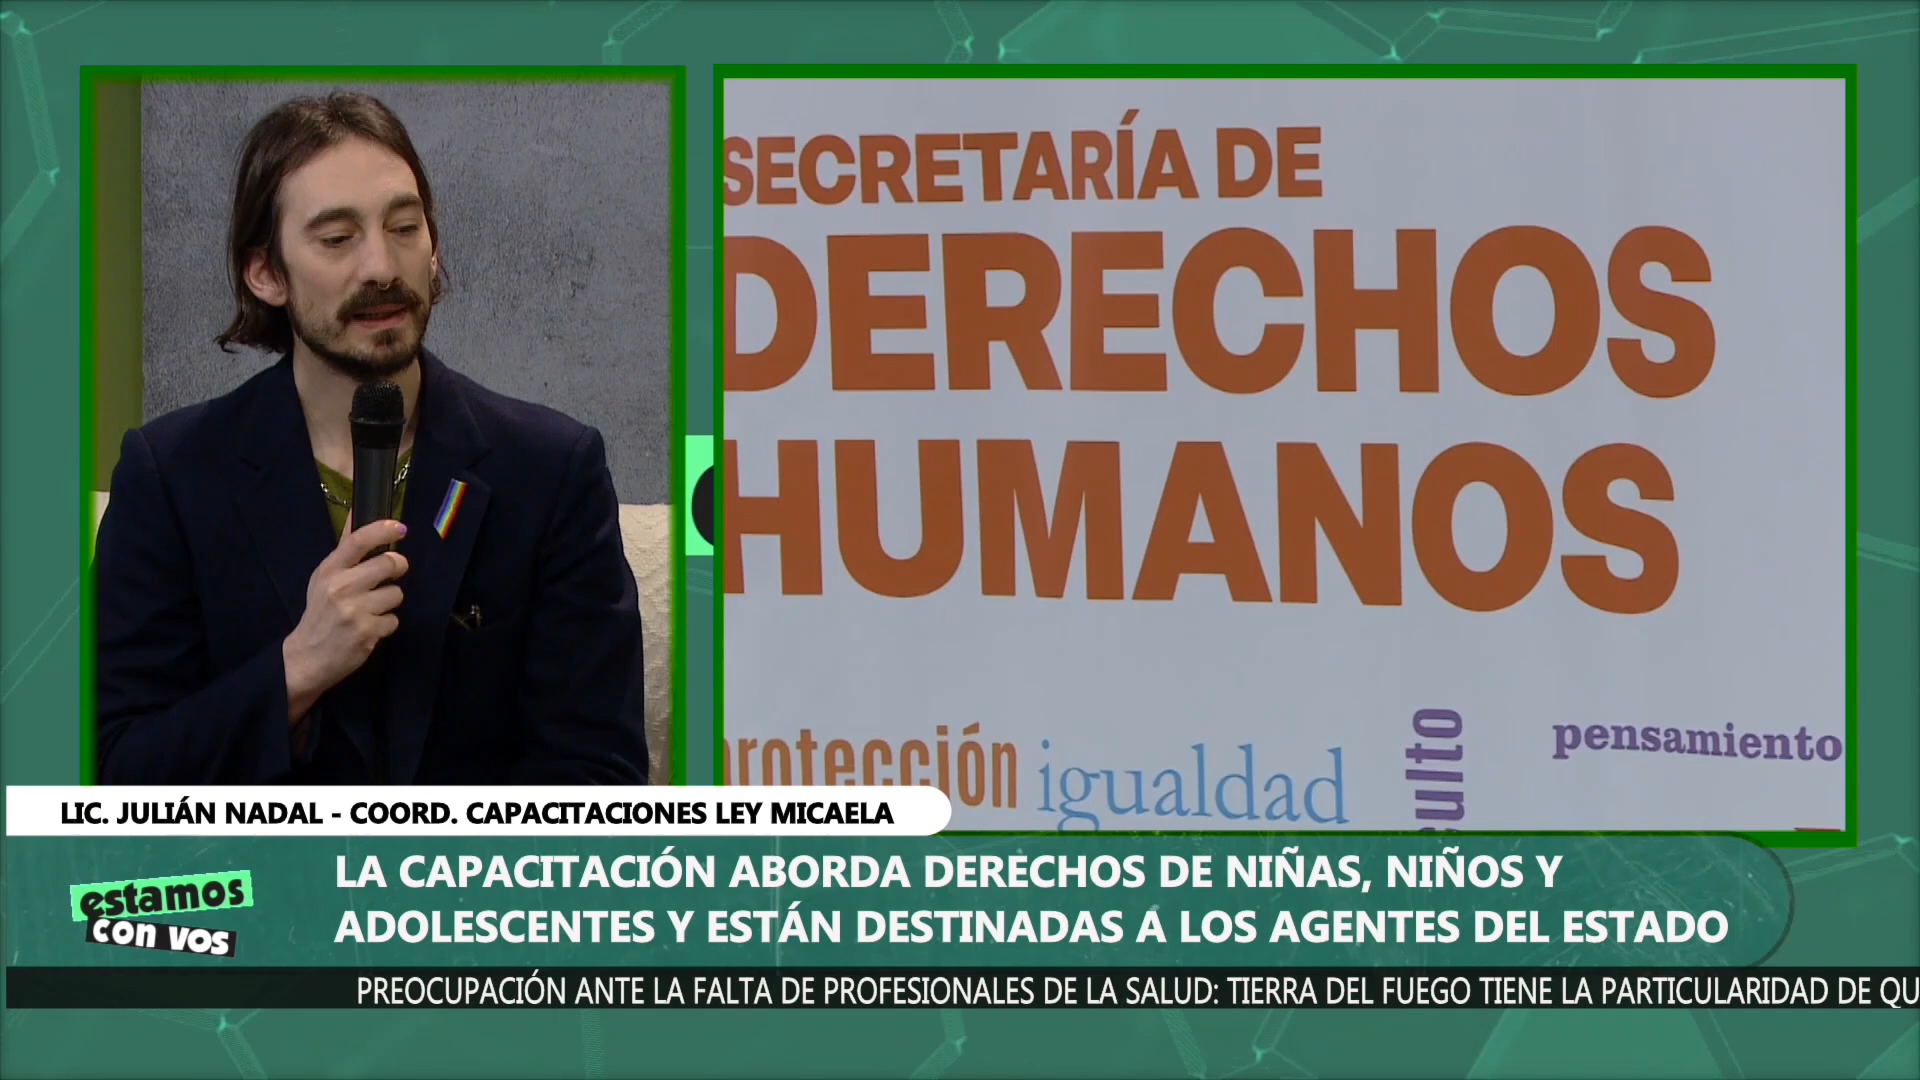 SECRETARÍA DE
DERECHOS
HUMANOS
protección
igualdad
pensamiento
LIC. JULIÁN NADAL - COORD. CAPACITACIONES LEY MICAELA
estamos
con vos
LA CAPACITACIÓN ABORDA DERECHOS DE NIÑAS, NIÑOS Y
ADOLESCENTES Y ESTÁN DESTINADAS A LOS AGENTES DEL ESTADO
PREOCUPACIÓN ANTE LA FALTA DE PROFESIONALES DE LA SALUD: TIERRA DEL FUEGO TIENE LA PARTICULARIDAD DE QU